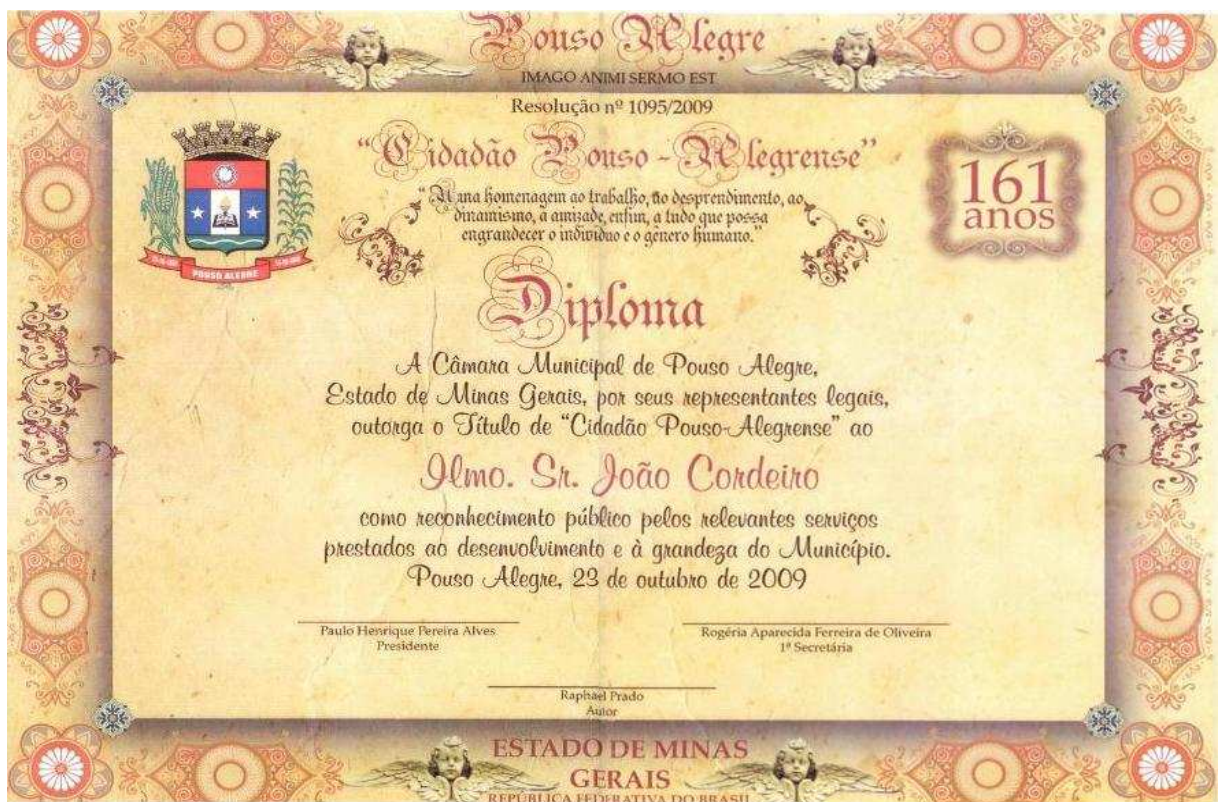 Pouso Alegre
IMAGO ANIMI SERMO EST
Resolução nº 1095/2009
"Cidadão Pouso-Alegrense"
161
anos
"Uma homenagem ao trabalho, ao desprendimento, ao
dinamismo, a amizade, enfim, a tudo que possa
engrandecer o indivíduo e o gênero humano."
POUSO ALEGRE
Diploma
A Câmara Municipal de Pouso Alegre,
Estado de Minas Gerais, por seus representantes legais,
outorga o Título de "Cidadão Pouso-Alegrense" ao
Ilmo. Sr. João Cordeiro
como reconhecimento público pelos relevantes serviços
prestados ao desenvolvimento e à grandeza do Município.
Pouso Alegre, 23 de outubro de 2009
Paulo Henrique Pereira Alves
Presidente
Rogéria Aparecida Ferreira de Oliveira
1ª Secretária
Raphael Prado
Autor
ESTADO DE MINAS
GERAIS
REPÚBLICA FEDERATIVA DO BRASIL